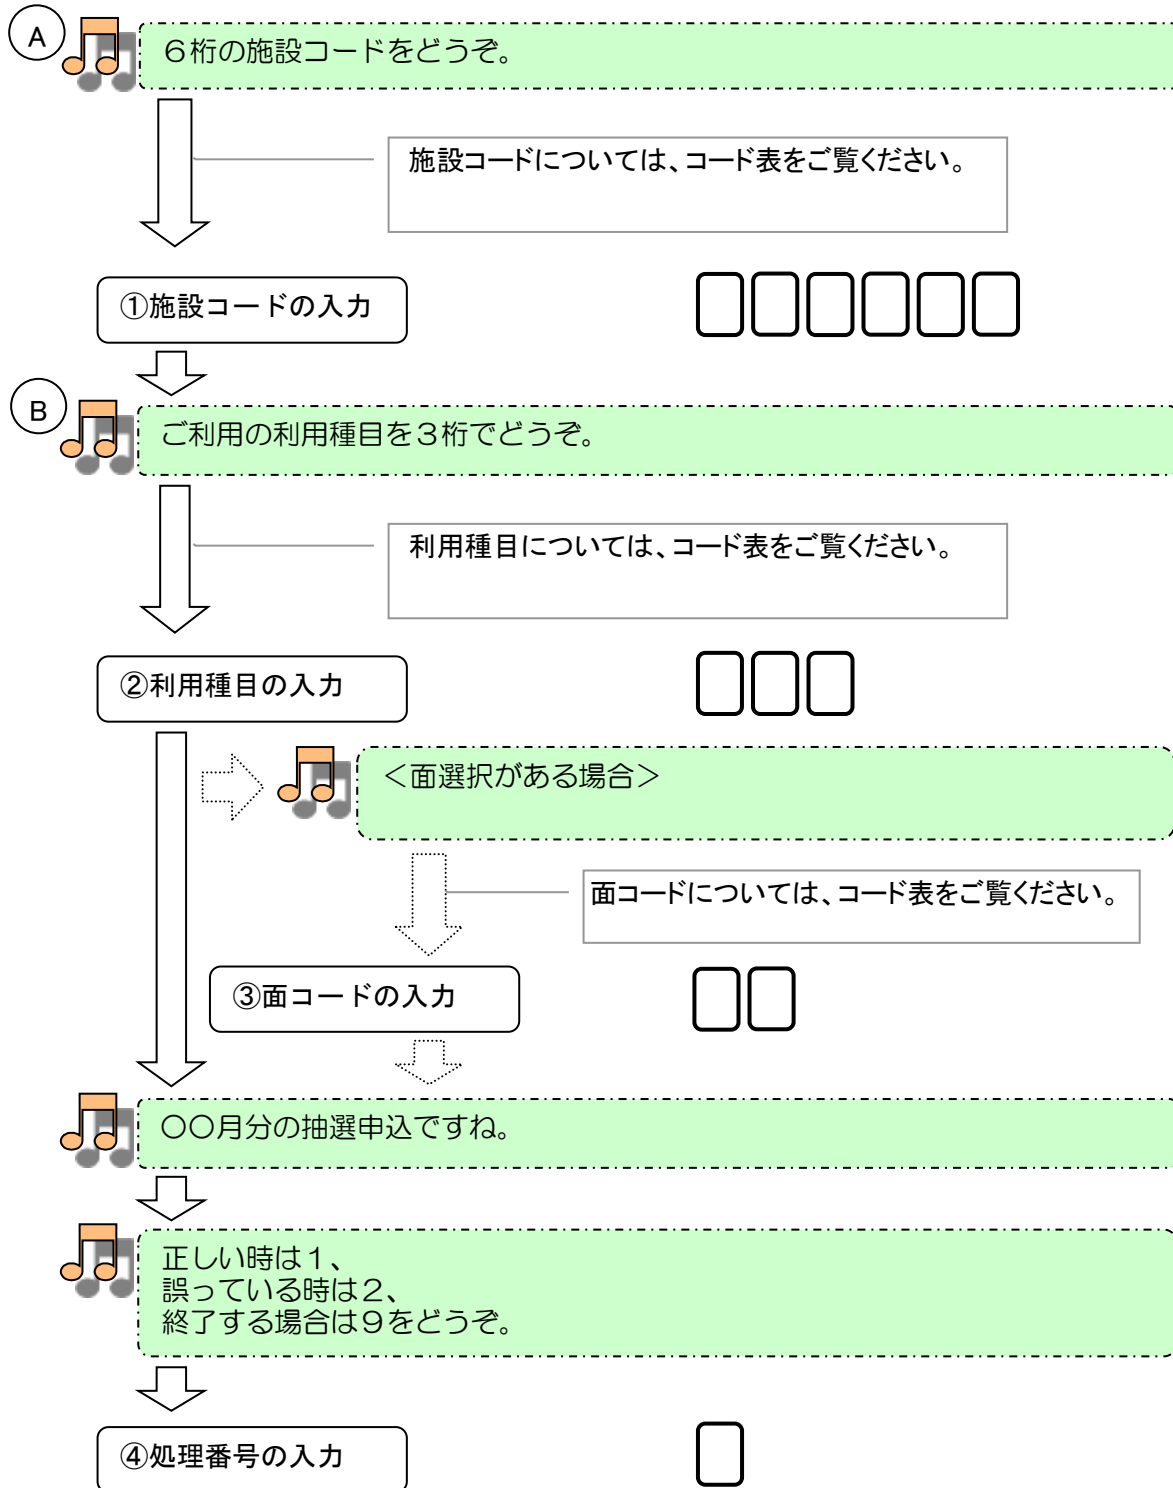 A
６桁の施設コードをどうぞ。
施設コードについては、コード表をご覧ください。
①施設コードの入力
B
ご利用の利用種目を３桁でどうぞ。
利用種目については、コード表をご覧ください。
②利用種目の入力
＜面選択がある場合＞
面コードについては、コード表をご覧ください。
③面コードの入力
〇〇月分の抽選申込ですね。
正しい時は１、
誤っている時は２、
終了する場合は９をどうぞ。
④処理番号の入力